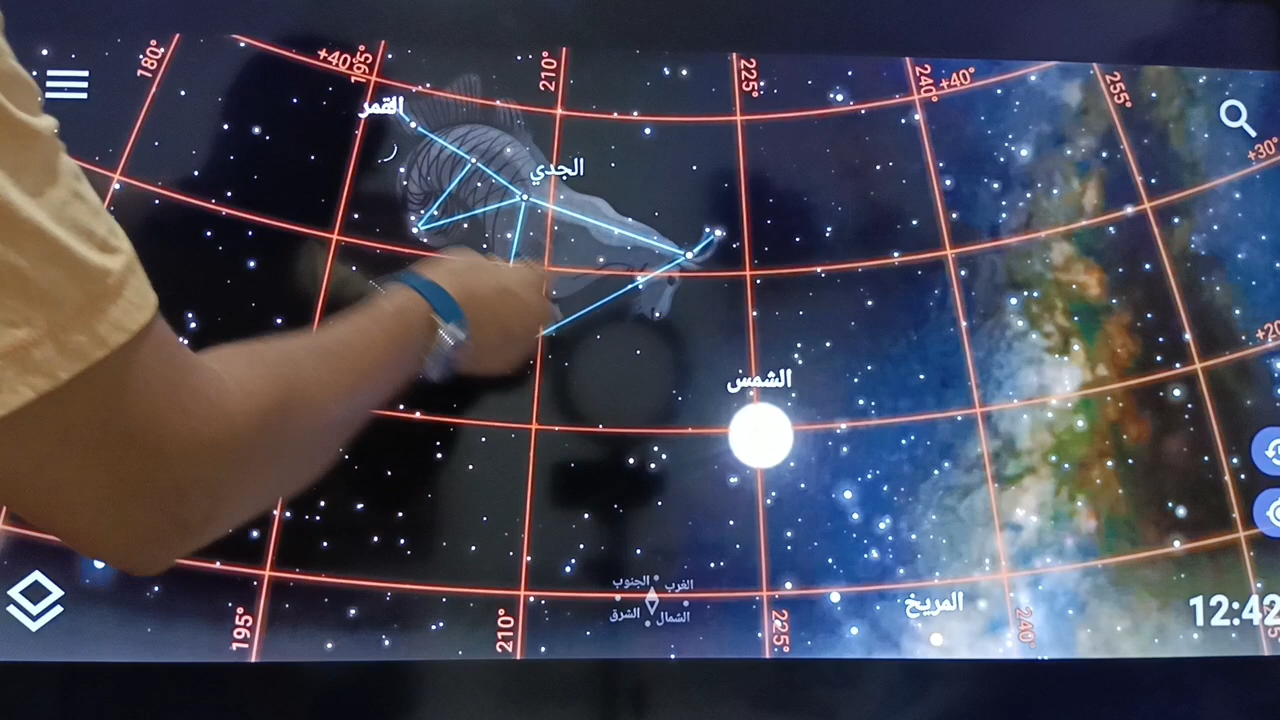 180°
195°
+40°
210°
225°
240°
+40°
255°
القمر
+30°
الجدي
الشمس
الغرب
الجنوب
الشمال
الشرق
المريخ
12:42
195°
210°
225°
240°